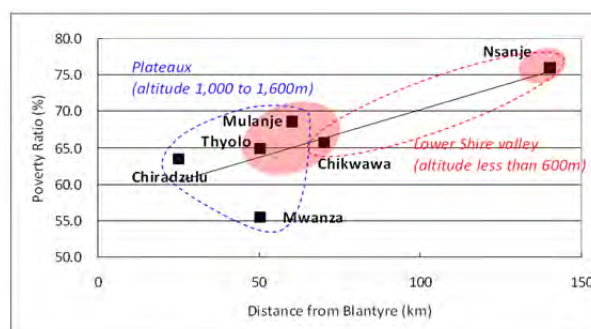 80.0
75.0
70.0
65.0
60.0
55.0
50.0
Poverty Ratio (%)
Plateaux
(altitude 1,000 to 1,600m)
Nsanje
Mulanje
Thyolo
Chiradzulu
Chikwawa
Mwanza
Lower Shire valley
(altitude less than 600m)
0
50
100
150
Distance from Blantyre (km)